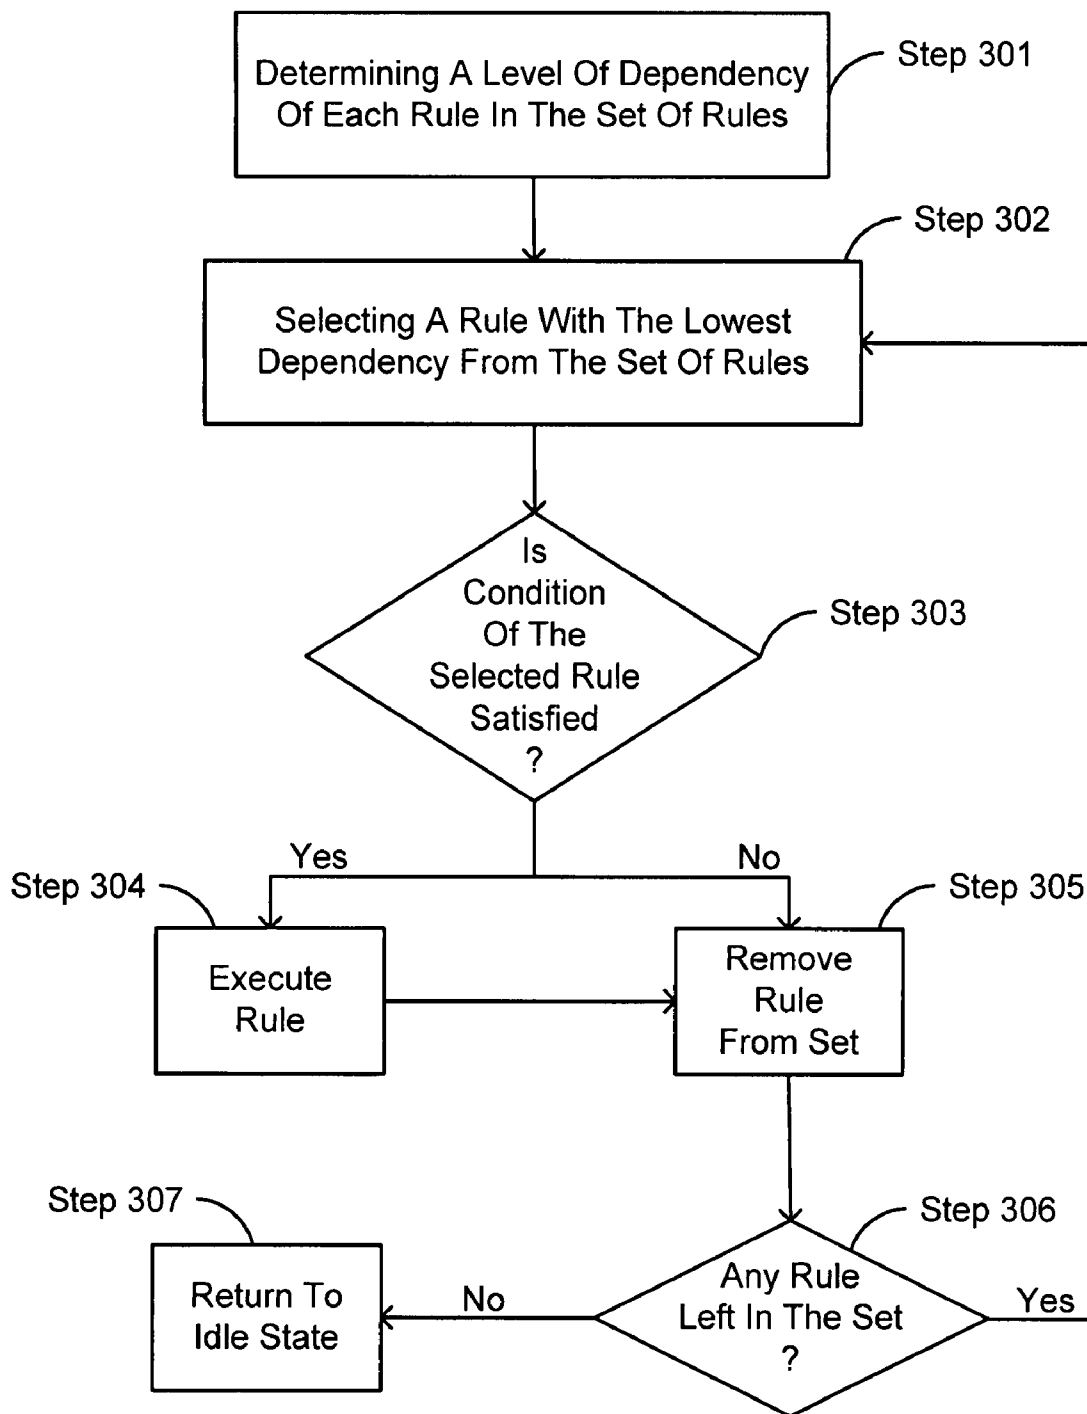 Determining A Level Of Dependency
Of Each Rule In The Set Of Rules
Step 301
Step 302
Selecting A Rule With The Lowest
Dependency From The Set Of Rules
Is
Condition
Of The
Selected Rule
Satisfied
?
Step 303
Yes
No
Step 304
Step 305
Execute
Rule
Remove
Rule
From Set
Step 307
Step 306
Return To
Idle State
No
Any Rule
Left In The Set
?
Yes